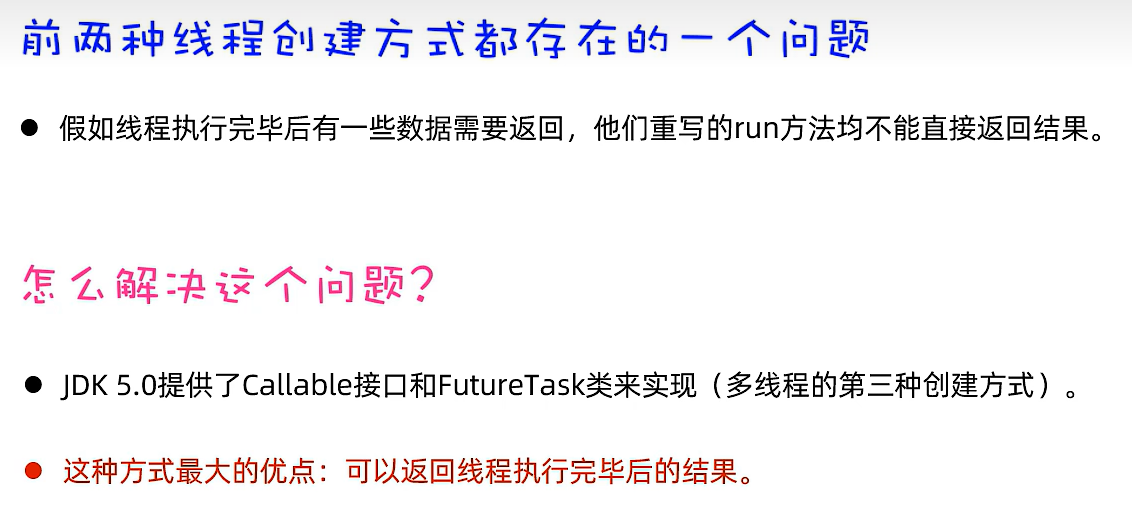 前两种线程创建方式都存在的一个问题
● 假如线程执行完毕后有一些数据需要返回，他们重写的run方法均不能直接返回结果。
怎么解决这个问题？
● JDK 5.0提供了Callable接口和FutureTask类来实现（多线程的第三种创建方式）。
● 这种方式最大的优点：可以返回线程执行完毕后的结果。